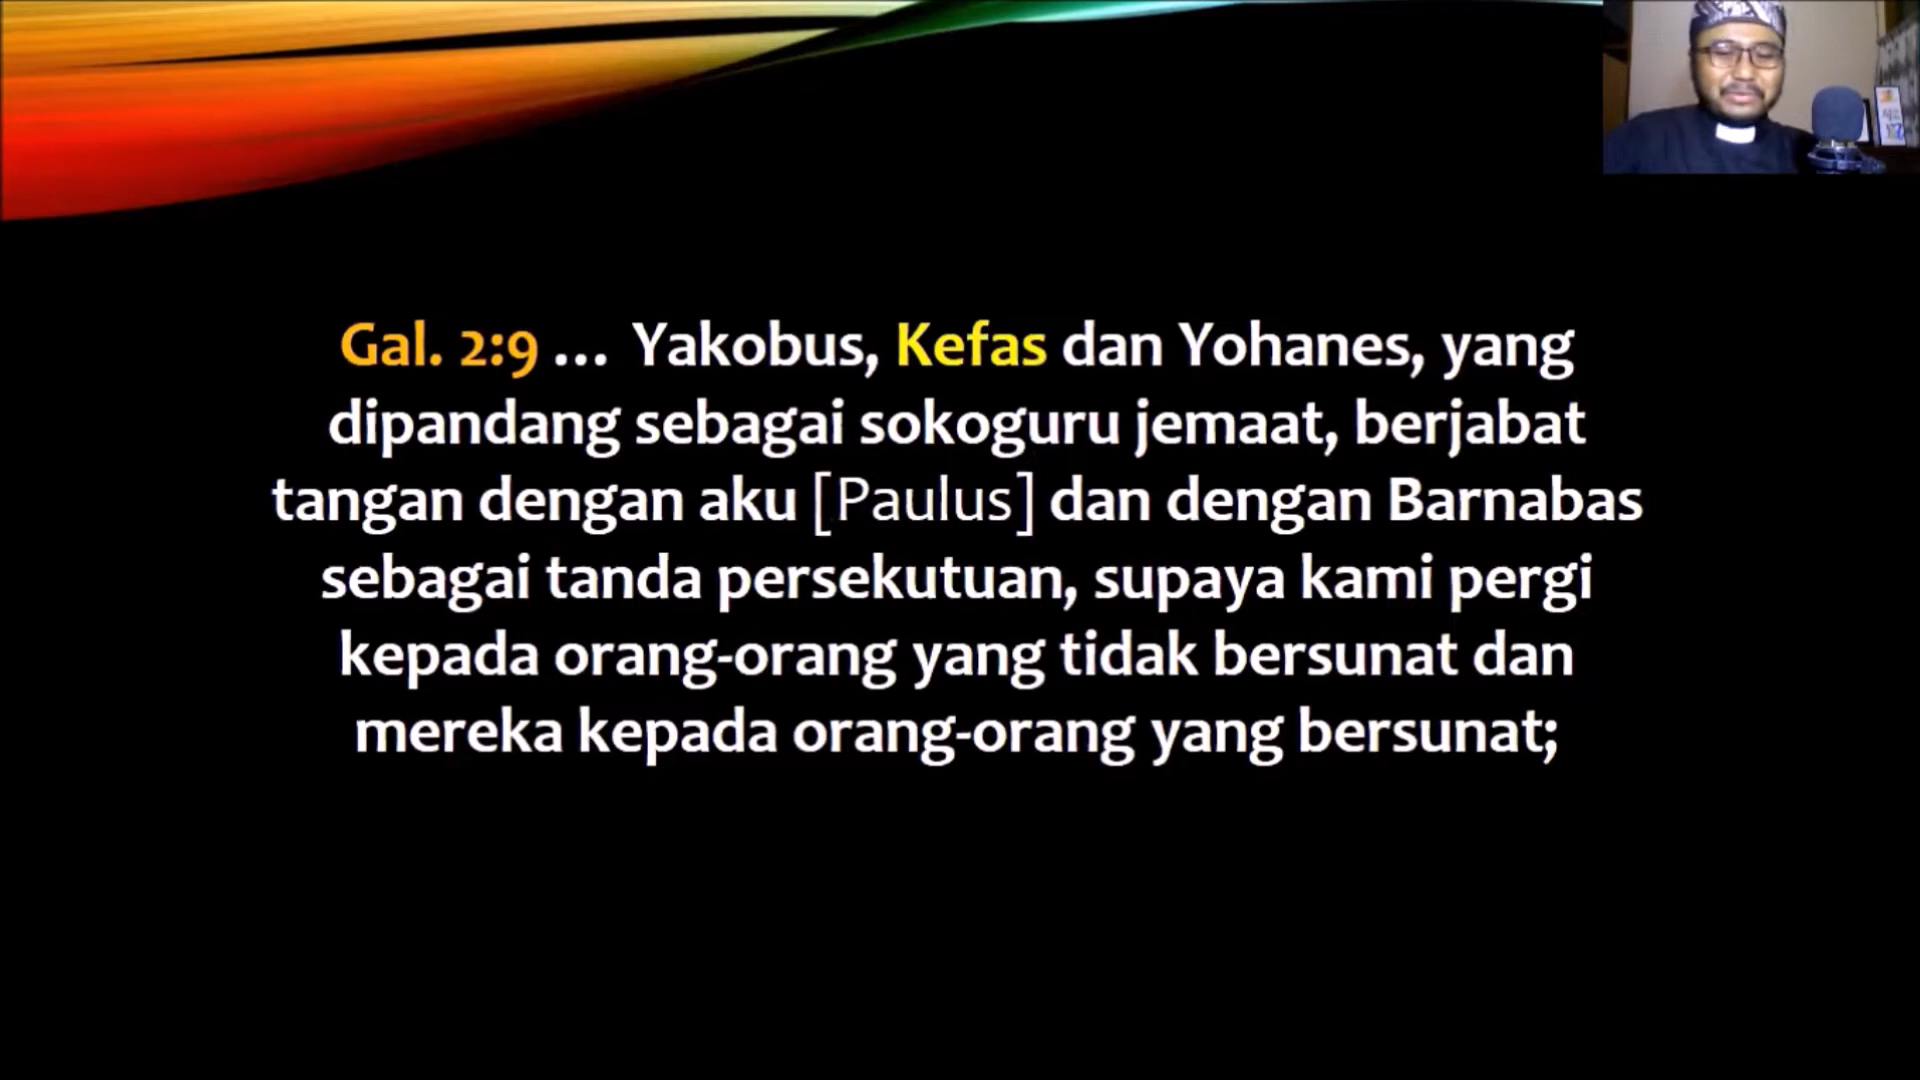 Gal. 2:9 ... Yakobus, Kefas dan Yohanes, yang
dipandang sebagai sokoguru jemaat, berjabat
tangan dengan aku [Paulus] dan dengan Barnabas
sebagai tanda persekutuan, supaya kami pergi
kepada orang-orang yang tidak bersunat dan
mereka kepada orang-orang yang bersunat;